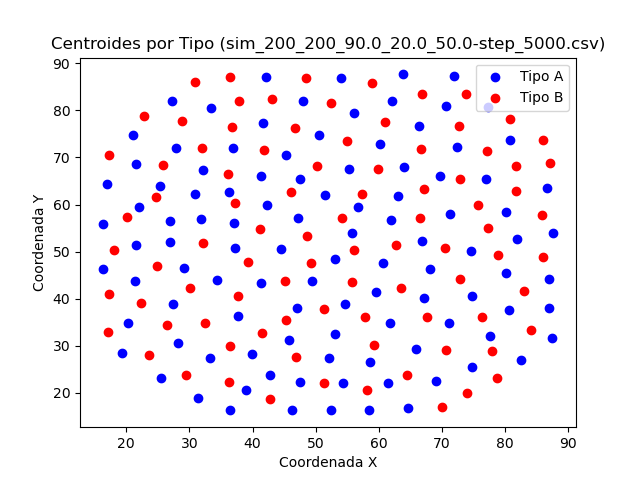 Centroides por Tipo (sim_200_200_90.0_20.0_50.0-step_5000.csv)
Tipo A
Tipo B
90
80
70
60
50
40
30
20
Coordenada Y
20 30 40 50 60 70 80 90
Coordenada X